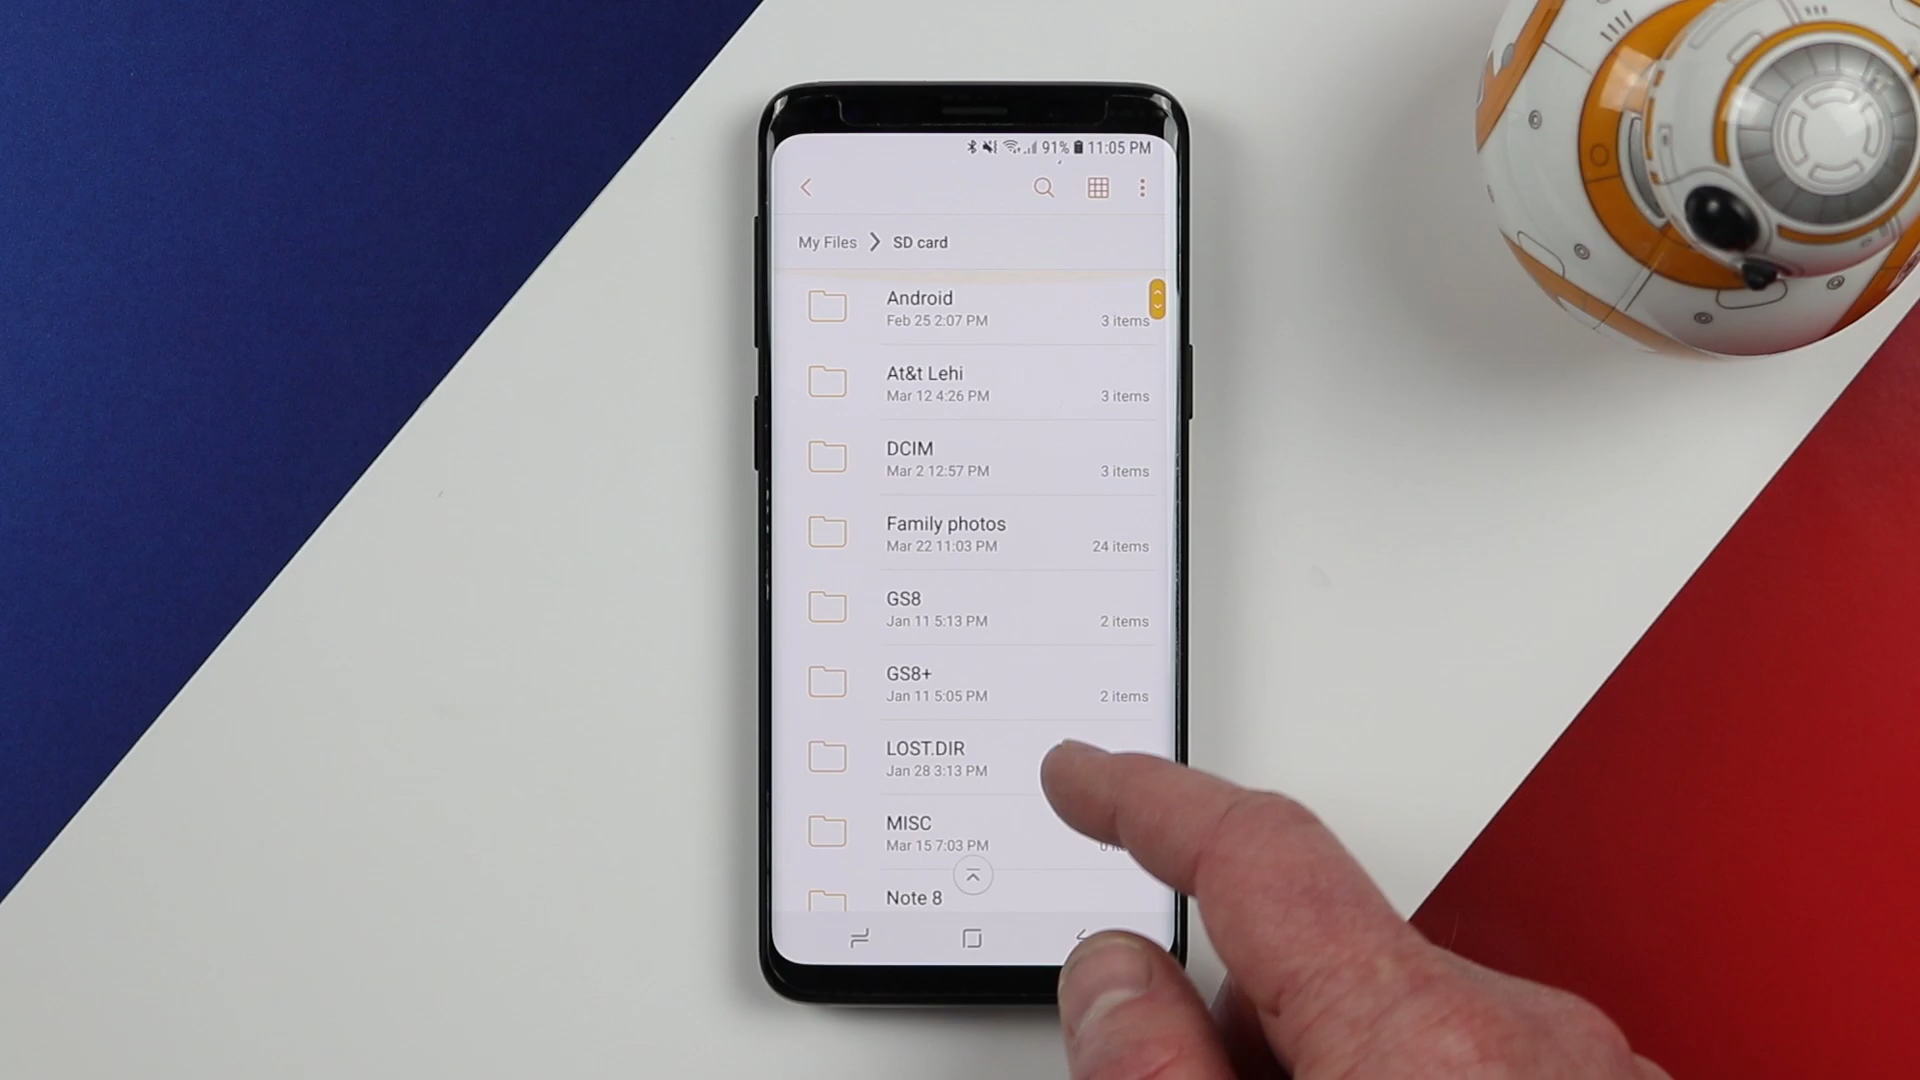 91% 11:05 PM
My Files SD card
Android
Feb 25 2:07 PM 3 items
At&t Lehi
Mar 12 4:26 PM 3 items
DCIM
Mar 2 12:57 PM 3 items
Family photos
Mar 22 11:03 PM 24 items
GS8
Jan 11 5:13 PM 2 items
GS8+
Jan 11 5:05 PM 2 items
LOST.DIR
Jan 28 3:13 PM
MISC
Mar 15 7:03 PM 0
Note 8